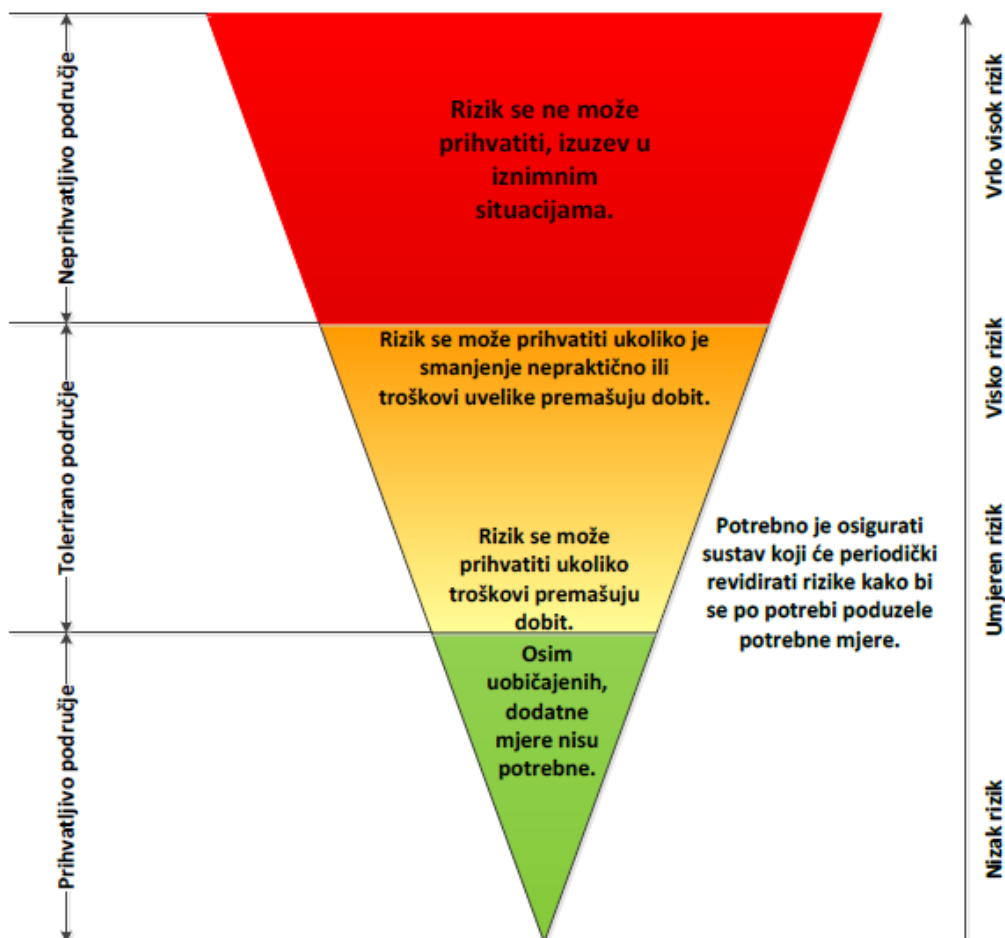 Neprihvatljivo područje
Tolerirano područje
Prihvatljivo područje
Rizik se ne može
prihvatiti, izuzev u
iznimnim
situacijama.
Rizik se može prihvatiti ukoliko je
smanjenje nepraktično ili
troškovi uvelike premašuju dobit.
Rizik se može
prihvatiti ukoliko
troškovi premašuju
dobit.
Osim
uobičajenih,
dodatne
mjere nisu
potrebne.
Potrebno je osigurati
sustav koji će periodički
revidirati rizike kako bi
se po potrebi poduzele
potrebne mjere.
Vrlo visok rizik
Visko rizik
Umjeren rizik
Nizak rizik